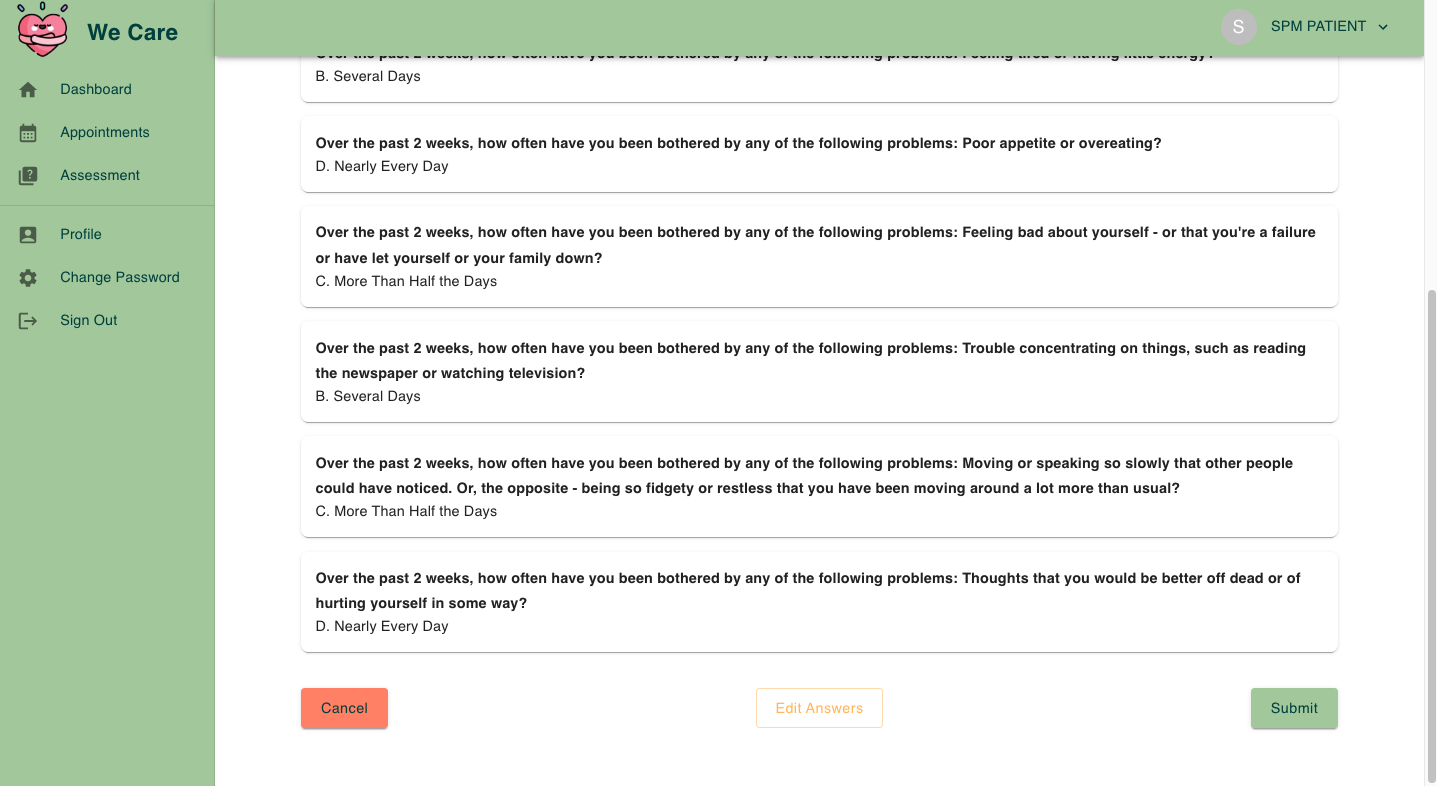 We Care
S
SPM PATIENT
Dashboard
Appointments
Assessment
Profile
Change Password
Sign Out
Over the past 2 weeks, how often have you been bothered by any of the following problems: Feeling tired or having little energy?
B. Several Days
Over the past 2 weeks, how often have you been bothered by any of the following problems: Poor appetite or overeating?
D. Nearly Every Day
Over the past 2 weeks, how often have you been bothered by any of the following problems: Feeling bad about yourself - or that you're a failure
or have let yourself or your family down?
C. More Than Half the Days
Over the past 2 weeks, how often have you been bothered by any of the following problems: Trouble concentrating on things, such as reading
the newspaper or watching television?
B. Several Days
Over the past 2 weeks, how often have you been bothered by any of the following problems: Moving or speaking so slowly that other people
could have noticed. Or, the opposite - being so fidgety or restless that you have been moving around a lot more than usual?
C. More Than Half the Days
Over the past 2 weeks, how often have you been bothered by any of the following problems: Thoughts that you would be better off dead or of
hurting yourself in some way?
D. Nearly Every Day
Cancel
Edit Answers
Submit